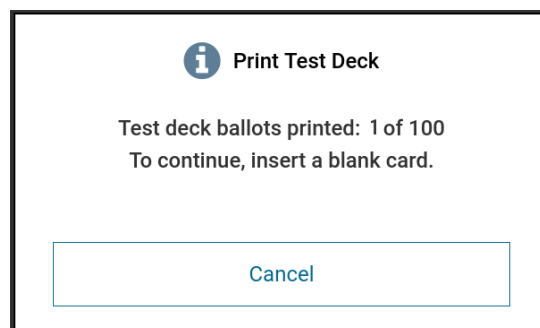 Print Test Deck
Test deck ballots printed: 1 of 100
To continue, insert a blank card.
Cancel